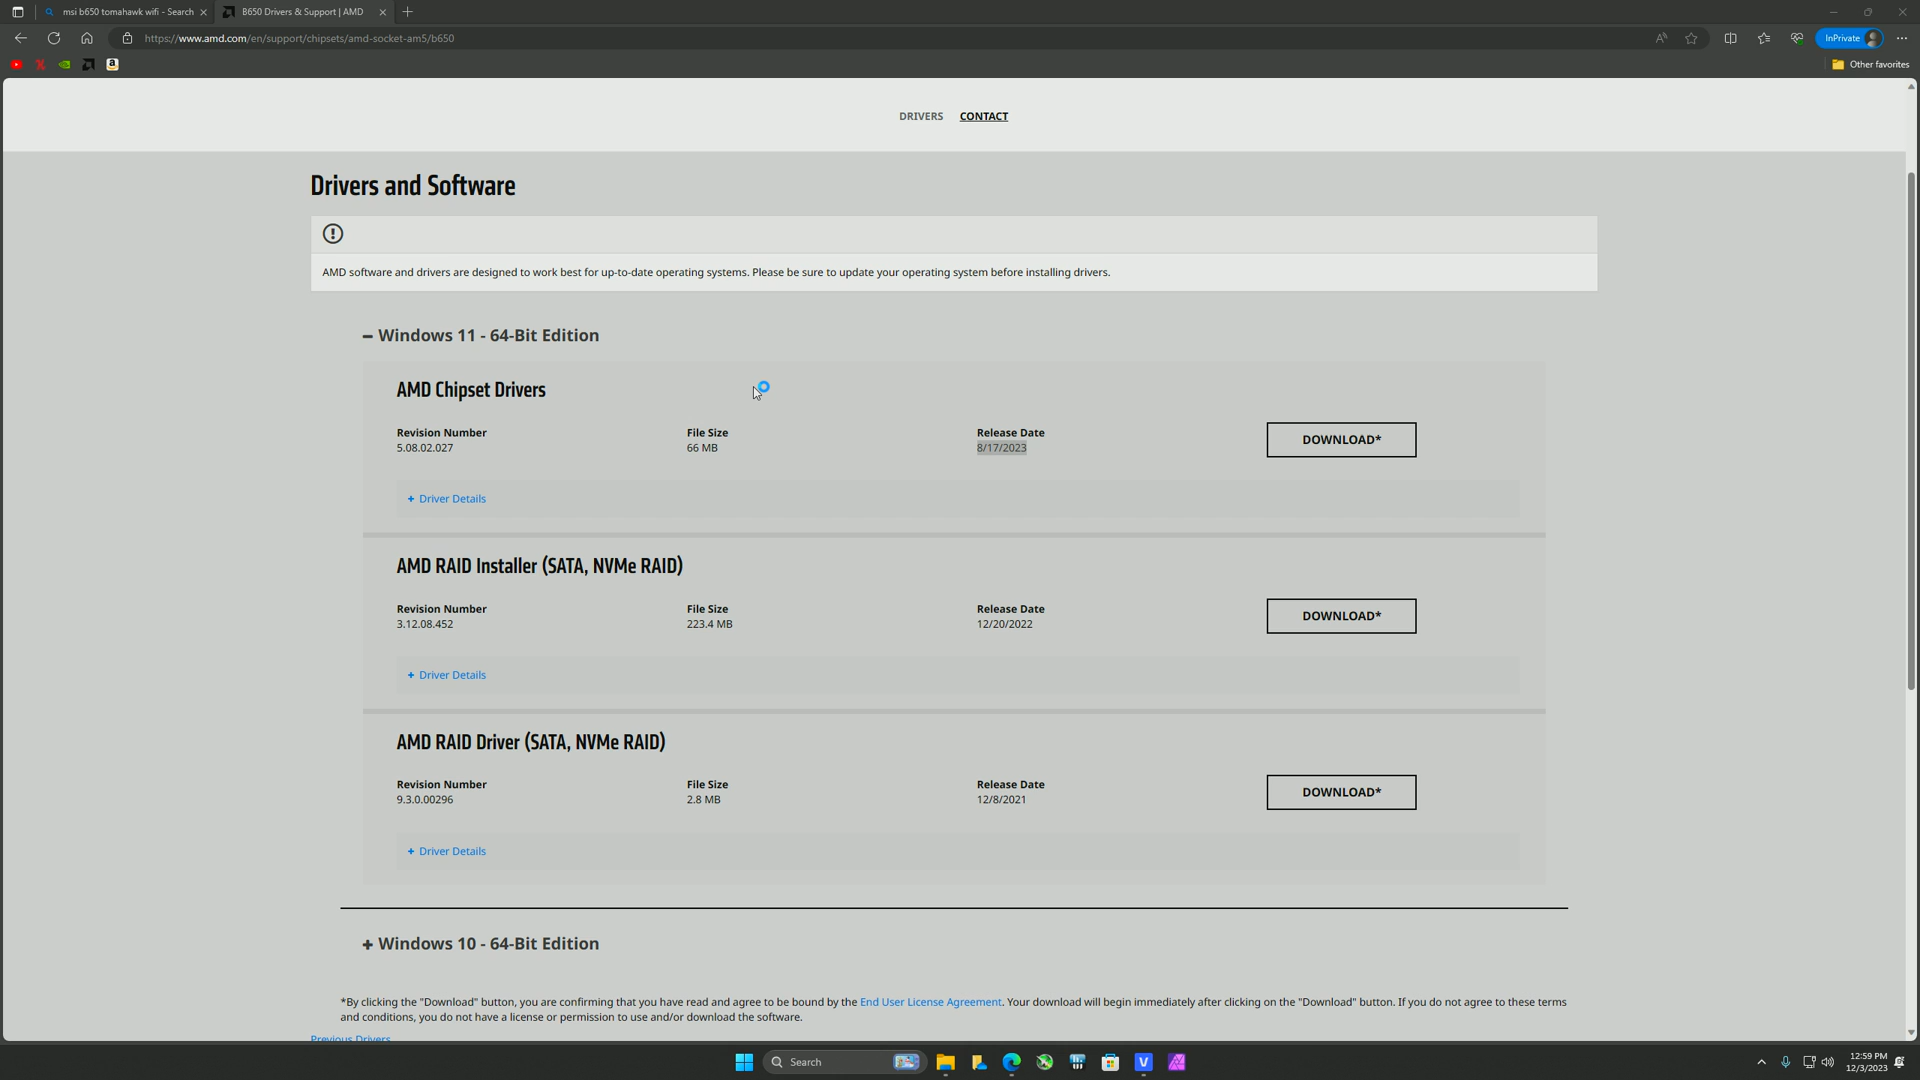 msi b650 tomahawk wifi - Search
B650 Drivers & Support | AMD
https://www.amd.com/en/support/chipsets/amd-socket-am5/b650
InPrivate
Other favorites
DRIVERS CONTACT
Drivers and Software
AMD software and drivers are designed to work best for up-to-date operating systems. Please be sure to update your operating system before installing drivers.
– Windows 11 - 64-Bit Edition
AMD Chipset Drivers
Revision Number File Size Release Date
5.08.02.027 66 MB 8/17/2023
DOWNLOAD*
+ Driver Details
AMD RAID Installer (SATA, NVMe RAID)
Revision Number File Size Release Date
3.12.08.452 223.4 MB 12/20/2022
DOWNLOAD*
+ Driver Details
AMD RAID Driver (SATA, NVMe RAID)
Revision Number File Size Release Date
9.3.0.00296 2.8 MB 12/8/2021
DOWNLOAD*
+ Driver Details
+ Windows 10 - 64-Bit Edition
*By clicking the "Download" button, you are confirming that you have read and agree to be bound by the End User License Agreement. Your download will begin immediately after clicking on the "Download" button. If you do not agree to these terms
and conditions, you do not have a license or permission to use and/or download the software.
Previous Drivers
Search
12:59 PM
12/3/2023